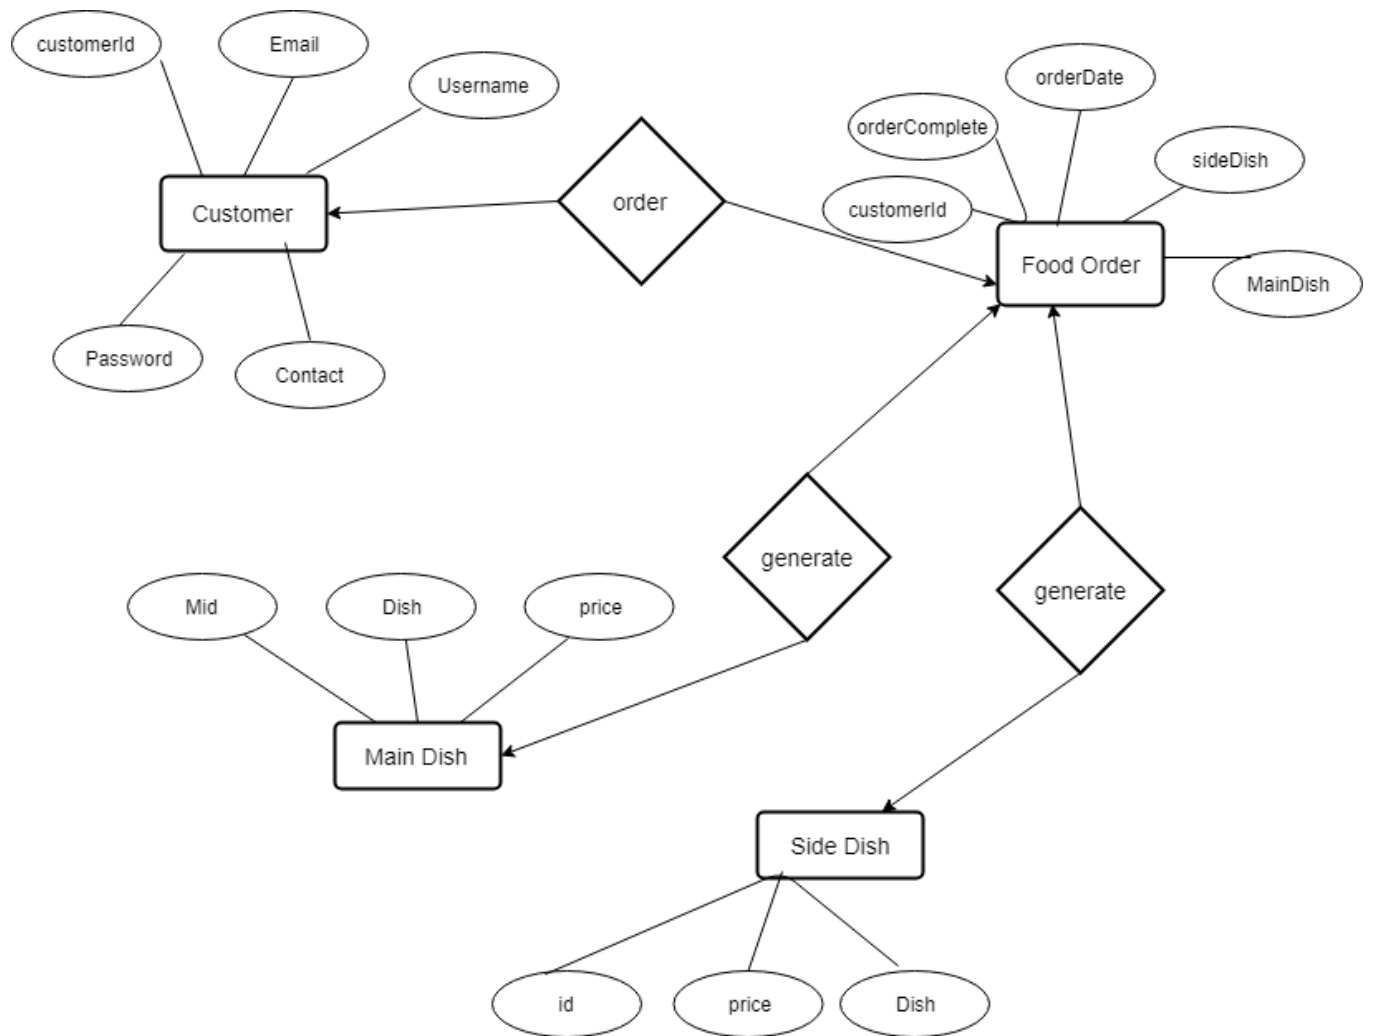 customerId
Email
Username
Customer
Password
Contact
order
orderComplete
orderDate
sideDish
customerId
Food Order
MainDish
generate
generate
Mid
Dish
price
Main Dish
Side Dish
id
price
Dish